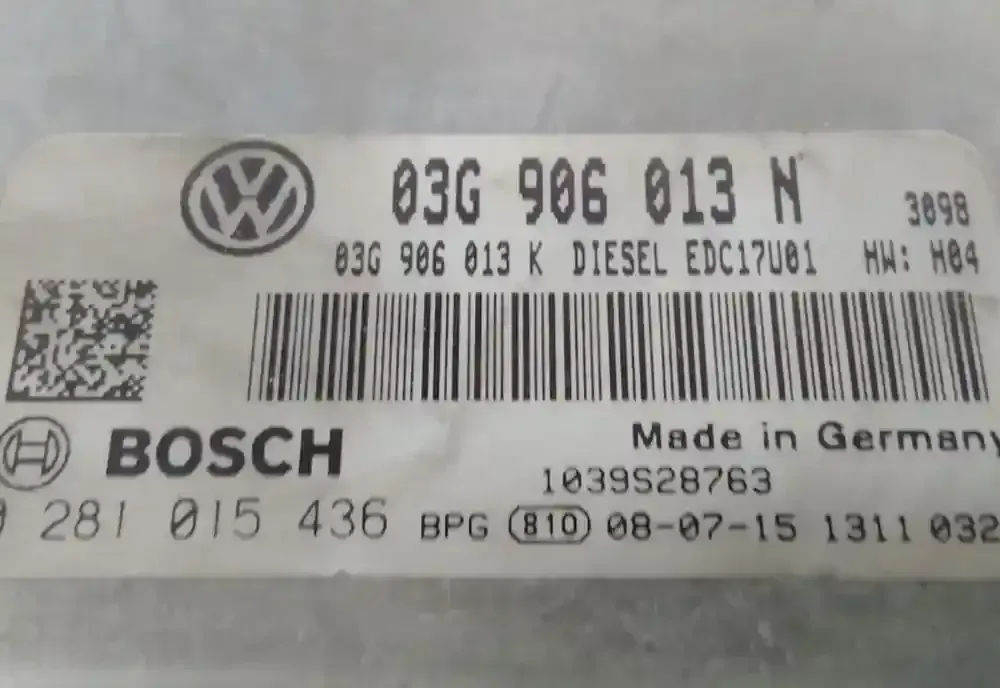 03G 906 013 N 3098
03G 906 013 K DIESEL EDC17U01 HW: H04
BOSCH
Made in Germany
1039S28763
0 281 015 436 BPG 810 08-07-15 1311 032